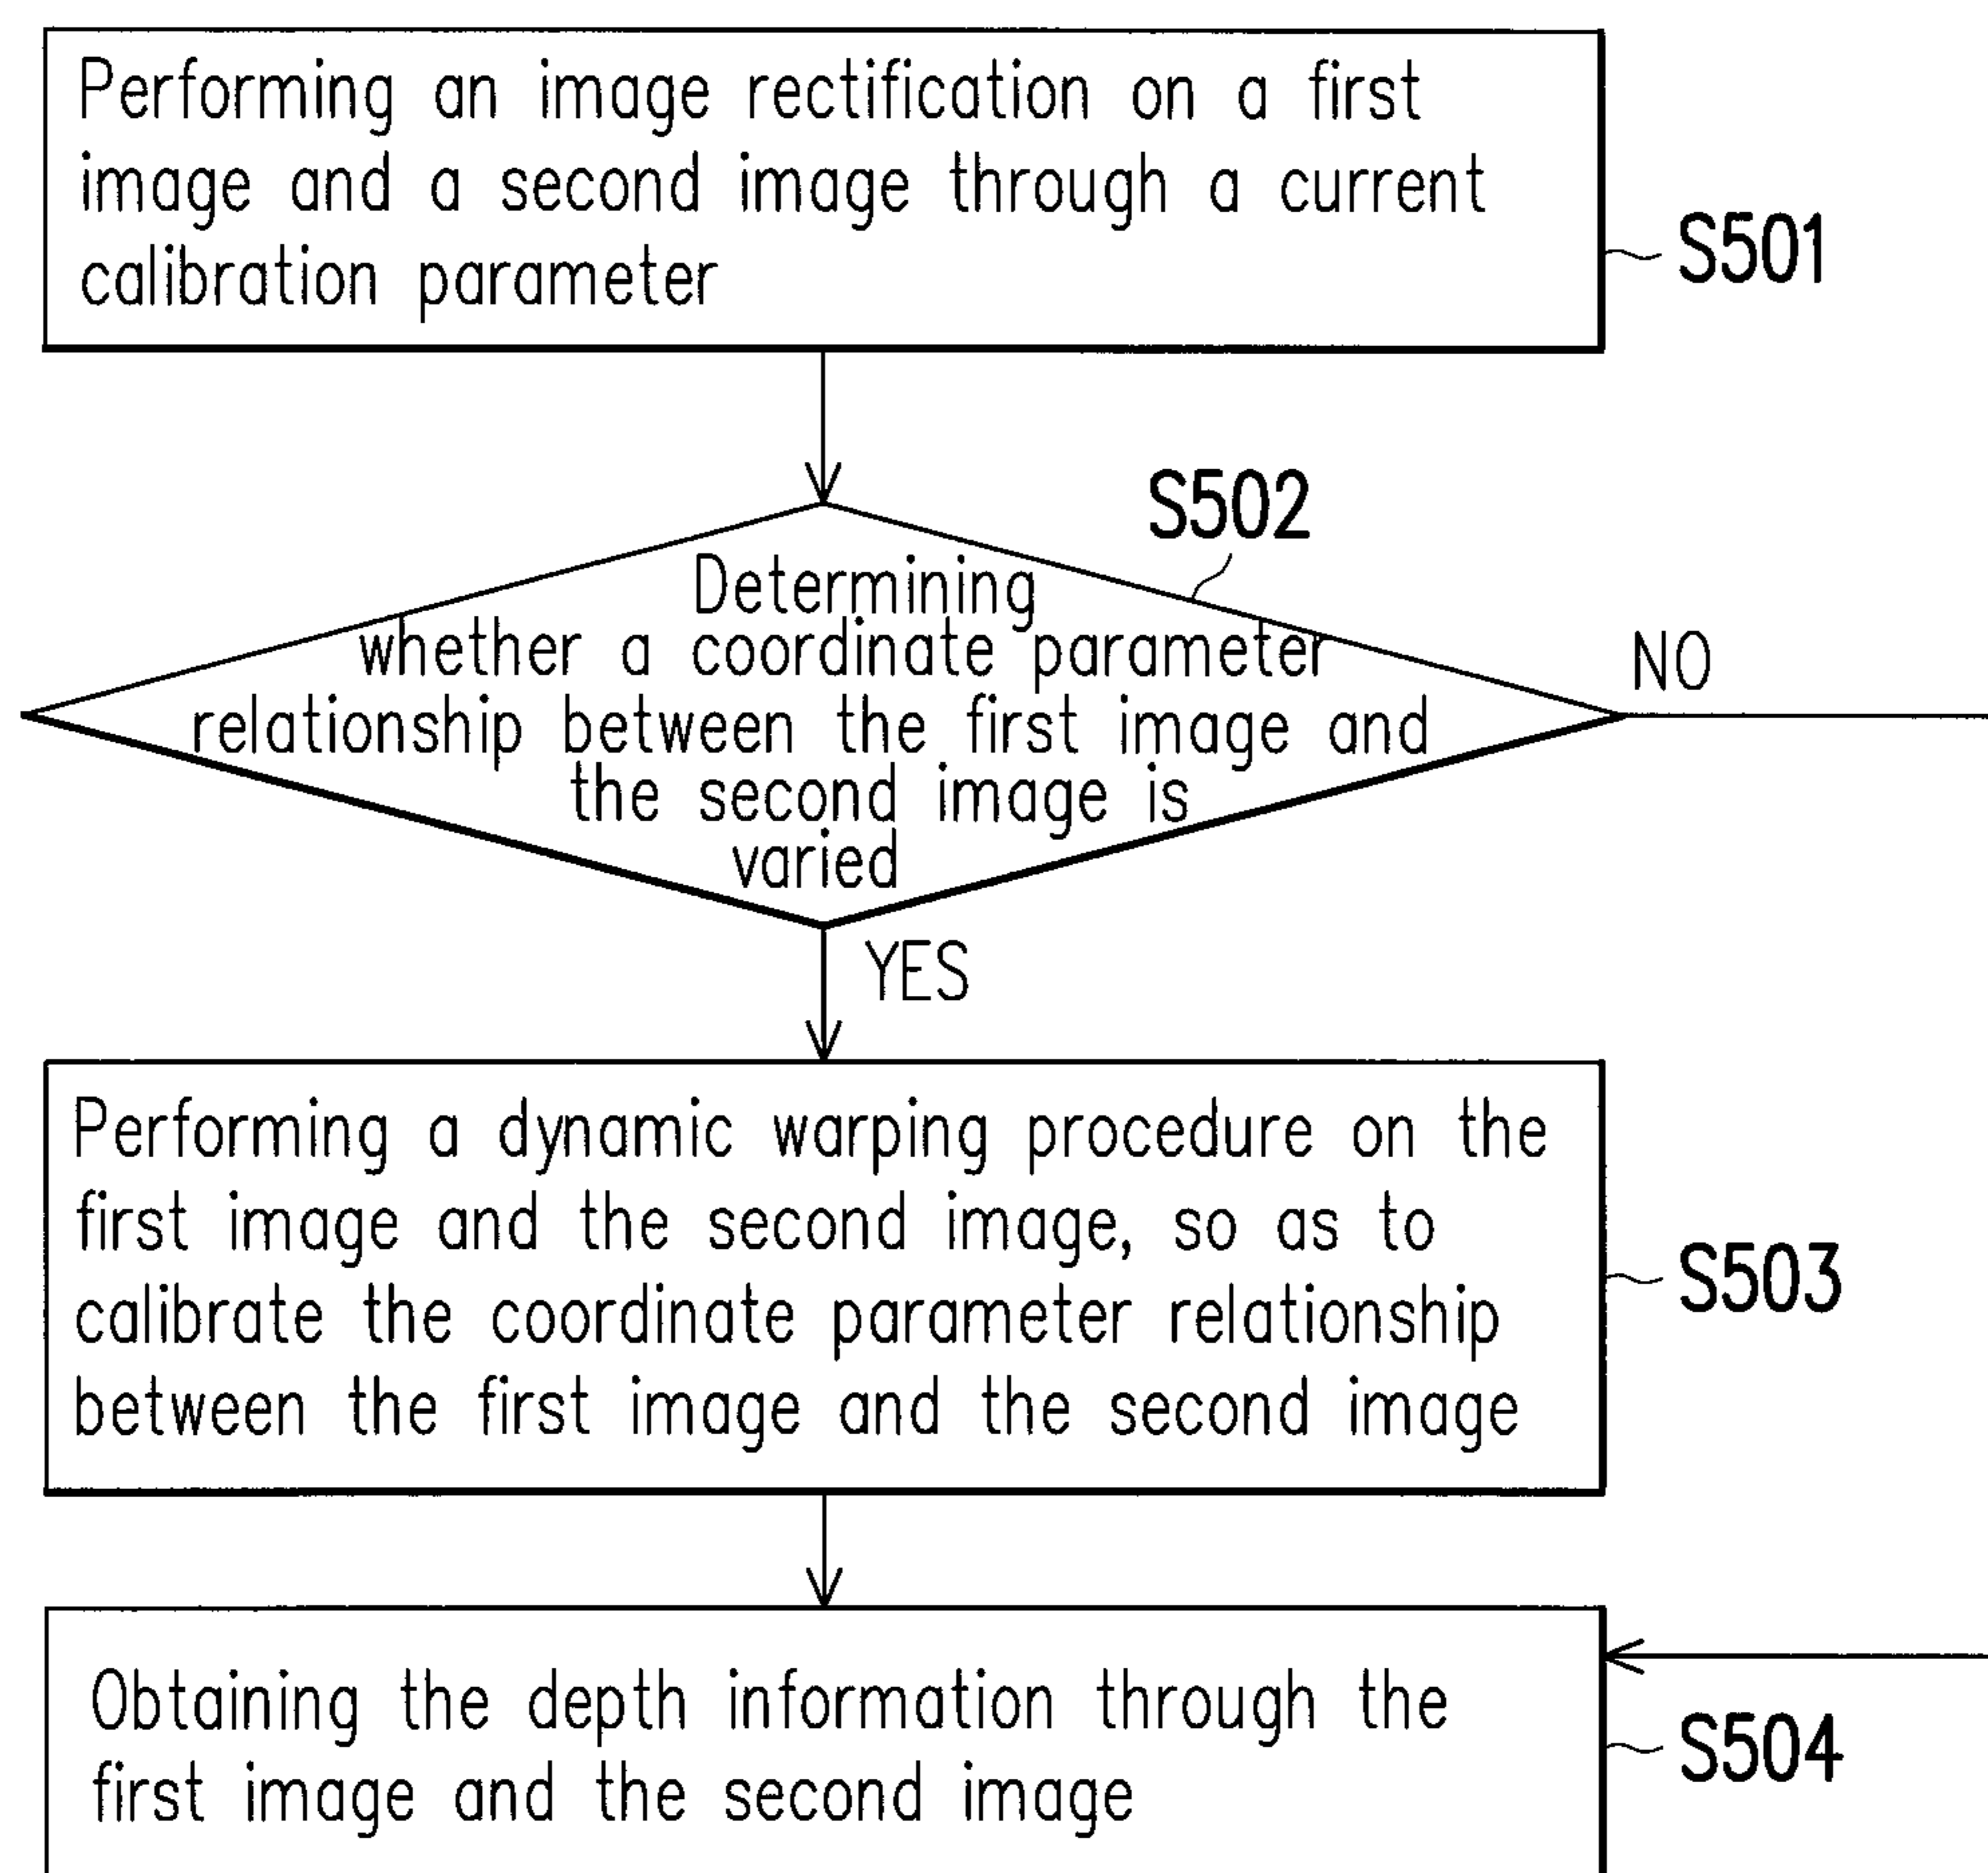 Performing an image rectification on a first
image and a second image through a current
calibration parameter
S501
S502
Determining
whether a coordinate parameter
relationship between the first image and
the second image is
varied
NO
YES
Performing a dynamic warping procedure on the
first image and the second image, so as to
calibrate the coordinate parameter relationship
between the first image and the second image
S503
Obtaining the depth information through the
first image and the second image
S504